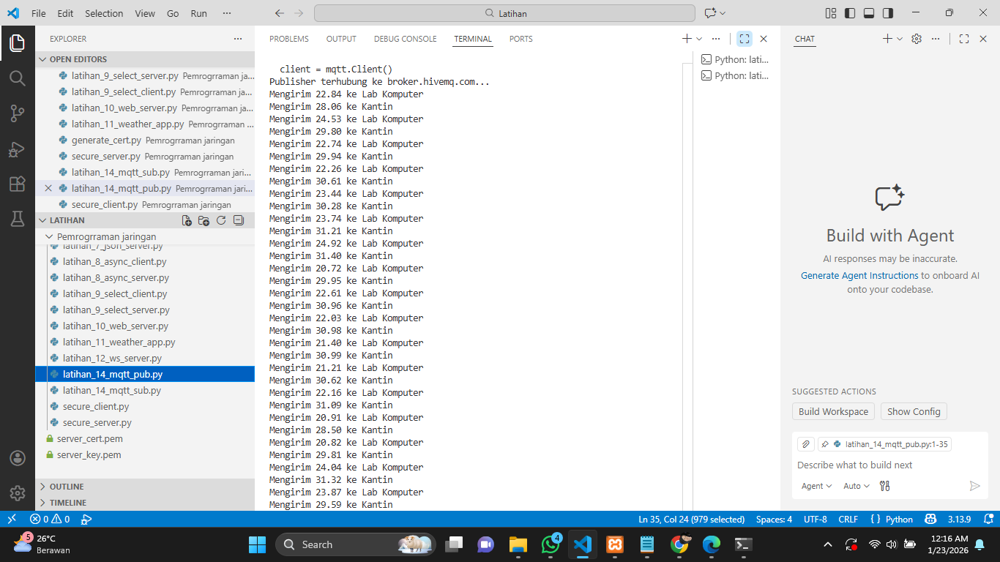 File Edit Selection View Go Run ···
Latihan
EXPLORER
OPEN EDITORS
latihan_9_select_server.py Pemrogrraman ja...
latihan_9_select_client.py Pemrogrraman ja...
latihan_10_web_server.py Pemrogrraman ja...
latihan_11_weather_app.py Pemrogrraman ...
generate_cert.py Pemrogrraman jaringan
secure_server.py Pemrogrraman jaringan
latihan_14_mqtt_sub.py Pemrogrraman jari...
latihan_14_mqtt_pub.py Pemrogrraman jari...
secure_client.py Pemrogrraman jaringan
LATIHAN
Pemrogrraman jaringan
latihan_7_json_server.py
latihan_8_async_client.py
latihan_8_async_server.py
latihan_9_select_client.py
latihan_9_select_server.py
latihan_10_web_server.py
latihan_11_weather_app.py
latihan_12_ws_server.py
latihan_14_mqtt_pub.py
latihan_14_mqtt_sub.py
secure_client.py
secure_server.py
server_cert.pem
server_key.pem
OUTLINE
TIMELINE
PROBLEMS OUTPUT DEBUG CONSOLE TERMINAL PORTS
client = mqtt.Client()
Publisher terhubung ke broker.hivemq.com...
Mengirim 22.84 ke Lab Komputer
Mengirim 28.06 ke Kantin
Mengirim 24.53 ke Lab Komputer
Mengirim 29.80 ke Kantin
Mengirim 22.74 ke Lab Komputer
Mengirim 29.94 ke Kantin
Mengirim 22.26 ke Lab Komputer
Mengirim 30.61 ke Kantin
Mengirim 23.44 ke Lab Komputer
Mengirim 30.28 ke Kantin
Mengirim 23.74 ke Lab Komputer
Mengirim 31.21 ke Kantin
Mengirim 24.92 ke Lab Komputer
Mengirim 31.40 ke Kantin
Mengirim 20.72 ke Lab Komputer
Mengirim 29.95 ke Kantin
Mengirim 22.61 ke Lab Komputer
Mengirim 30.96 ke Kantin
Mengirim 22.03 ke Lab Komputer
Mengirim 30.98 ke Kantin
Mengirim 21.40 ke Lab Komputer
Mengirim 30.99 ke Kantin
Mengirim 21.21 ke Lab Komputer
Mengirim 30.62 ke Kantin
Mengirim 22.16 ke Lab Komputer
Mengirim 31.09 ke Kantin
Mengirim 20.91 ke Lab Komputer
Mengirim 28.50 ke Kantin
Mengirim 20.82 ke Lab Komputer
Mengirim 29.81 ke Kantin
Mengirim 24.04 ke Lab Komputer
Mengirim 31.32 ke Kantin
Mengirim 23.87 ke Lab Komputer
Mengirim 29.59 ke Kantin
Python: lati...
Python: lati...
CHAT
Build with Agent
AI responses may be inaccurate.
Generate Agent Instructions to onboard AI
onto your codebase.
SUGGESTED ACTIONS
Build Workspace Show Config
latihan_14_mqtt_pub.py:1-35
Describe what to build next
Agent Auto
0 0
Ln 35, Col 24 (979 selected) Spaces: 4 UTF-8 CRLF { } Python 3.13.9
5
26°C
Berawan
Search
4
12:16 AM
1/23/2026